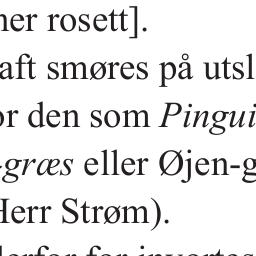 ner rosett].
aft smøres på utsl
or den som Pingui
-græs eller Øjen-g
Herr Strøm).
derfor for invortes